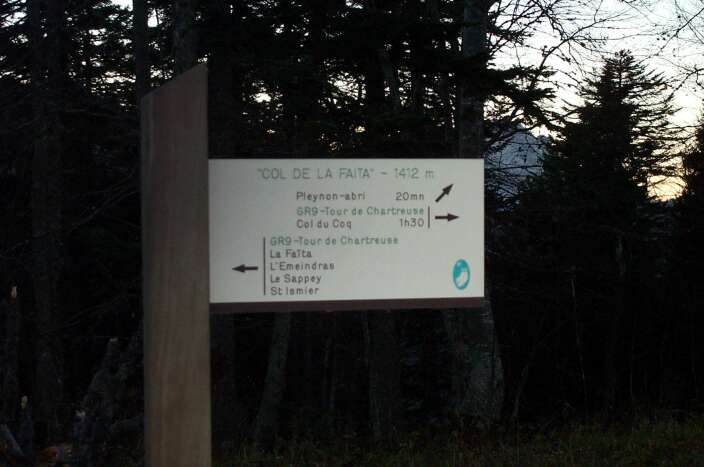 "COL DE LA FAITA" - 1412 m
Pleynon-abri 20mn
GR9-Tour de Chartreuse
Col du Coq 1h30
GR9-Tour de Chartreuse
La Faïta
L'Emeindras
Le Sappey
St Ismier